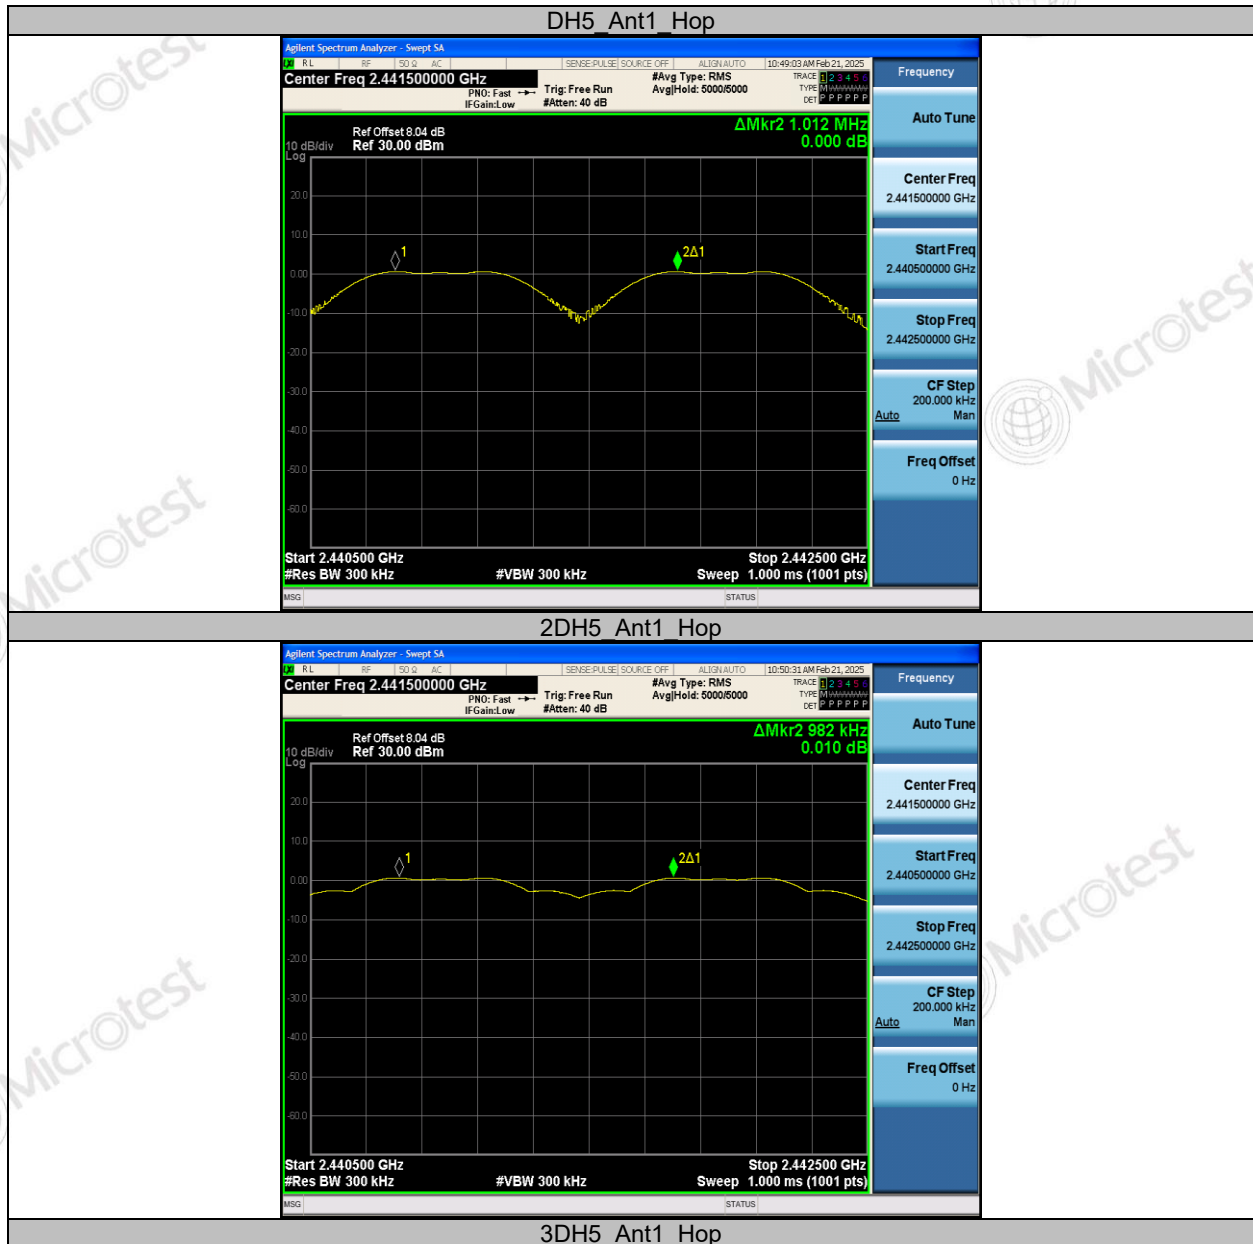 DH5_Ant1_Hop
Agilent Spectrum Analyzer - Swept SA
RL RF 50 Ω AC SENSE:PULSE SOURCE OFF ALIGN AUTO 10:49:03 AM Feb 21, 2025
Center Freq 2.441500000 GHz
PNO: Fast
IFGain:Low
Trig: Free Run
#Atten: 40 dB
#Avg Type: RMS
Avg|Hold: 5000/5000
TRACE 1 2 3 4 5 6
TYPE M
DET P P P P P P
Frequency
ΔMkr2 1.012 MHz
0.000 dB
Ref Offset 8.04 dB
10 dB/div Ref 30.00 dBm
Log
20.0
10.0
0.00
-10.0
-20.0
-30.0
-40.0
-50.0
-60.0
1
2Δ1
Start 2.440500 GHz
Stop 2.442500 GHz
#Res BW 300 kHz #VBW 300 kHz Sweep 1.000 ms (1001 pts)
MSG STATUS
Auto Tune
Center Freq
2.441500000 GHz
Start Freq
2.440500000 GHz
Stop Freq
2.442500000 GHz
CF Step
200.000 kHz
Auto Man
Freq Offset
0 Hz
2DH5_Ant1_Hop
Agilent Spectrum Analyzer - Swept SA
RL RF 50 Ω AC SENSE:PULSE SOURCE OFF ALIGN AUTO 10:50:31 AM Feb 21, 2025
Center Freq 2.441500000 GHz
PNO: Fast
IFGain:Low
Trig: Free Run
#Atten: 40 dB
#Avg Type: RMS
Avg|Hold: 5000/5000
TRACE 1 2 3 4 5 6
TYPE M
DET P P P P P P
Frequency
ΔMkr2 982 kHz
0.010 dB
Ref Offset 8.04 dB
10 dB/div Ref 30.00 dBm
Log
20.0
10.0
0.00
-10.0
-20.0
-30.0
-40.0
-50.0
-60.0
1
2Δ1
Start 2.440500 GHz
Stop 2.442500 GHz
#Res BW 300 kHz #VBW 300 kHz Sweep 1.000 ms (1001 pts)
MSG STATUS
Auto Tune
Center Freq
2.441500000 GHz
Start Freq
2.440500000 GHz
Stop Freq
2.442500000 GHz
CF Step
200.000 kHz
Auto Man
Freq Offset
0 Hz
3DH5_Ant1_Hop
Microtest
Microtest
Microtest
Microtest
Microtest